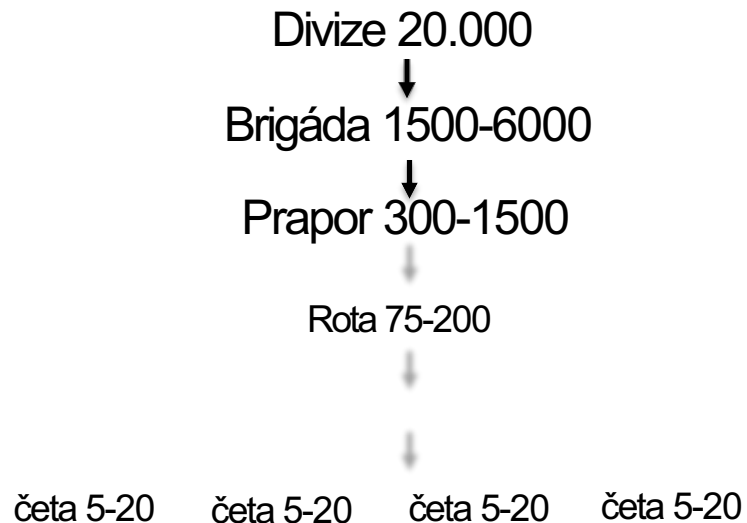 Divize 20.000
Brigáda 1500-6000
Prapor 300-1500
Rota 75-200
četa 5-20 četa 5-20 četa 5-20 četa 5-20